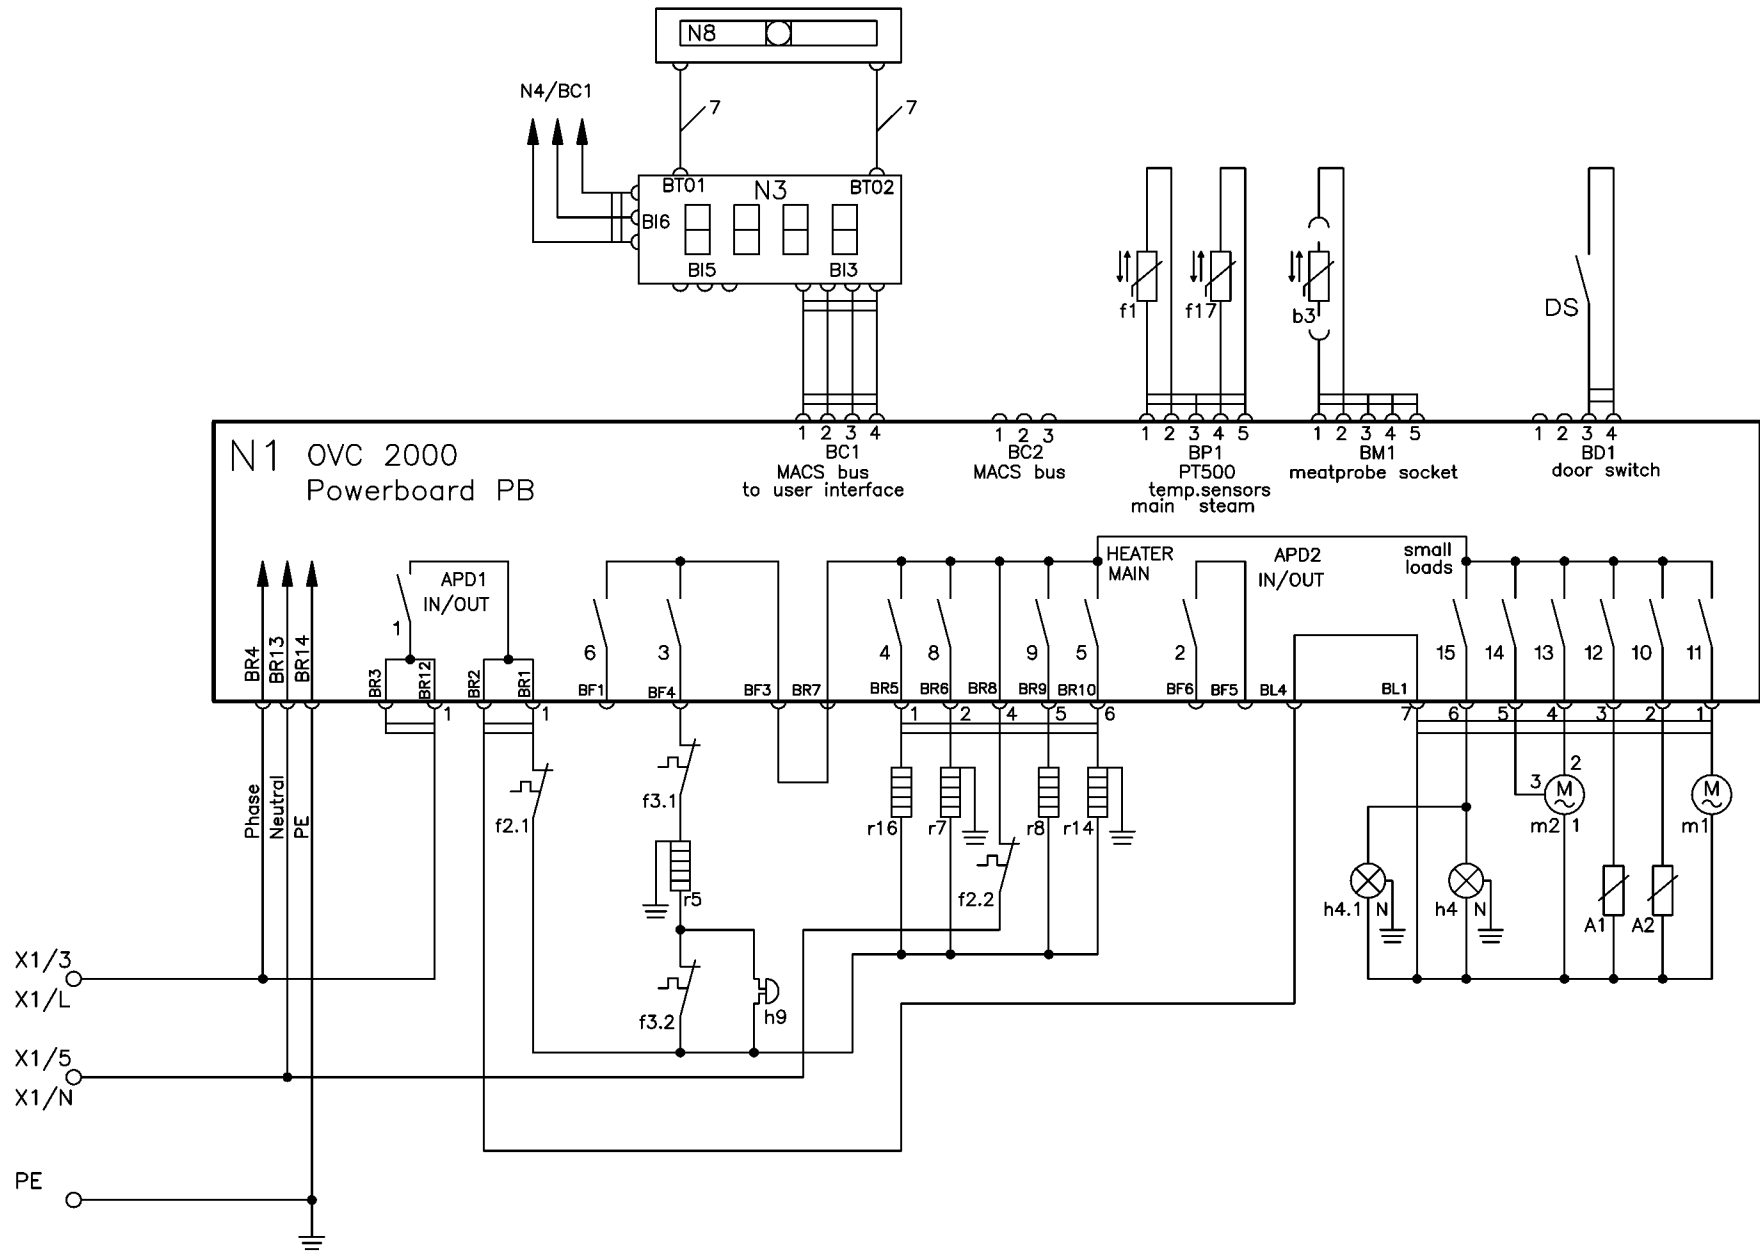 N8
N4/BC1
7 7
BT01 N3 BT02
BI6
BI5 BI3
f1 f17 b3 DS
1 2 3 4 1 2 3 1 2 3 4 5 1 2 3 4 5 1 2 3 4
N1 OVC 2000
Powerboard PB
BC1
MACS bus
to user interface
BC2
MACS bus
BP1
PT500
temp.sensors
main steam
BM1
meatprobe socket
BD1
door switch
APD1
IN/OUT
HEATER
MAIN
APD2
IN/OUT
small
loads
1 6 3 4 8 9 5 2 15 14 13 12 10 11
BR4 BR13 BR14 BR3 BR12 BR2 BR1 BF1 BF4 BF3 BR7 BR5 BR6 BR8 BR9 BR10 BF6 BF5 BL4 BL1
1 1 1 2 4 5 6 7 6 5 4 3 2 1
Phase Neutral PE
f2.1 f3.1 r16 r7 r8 r14
3 M 2
m2 1
M
m1
r5 f2.2 h4.1 N h4 N A1 A2
f3.2 h9
X1/3
X1/L
X1/5
X1/N
PE